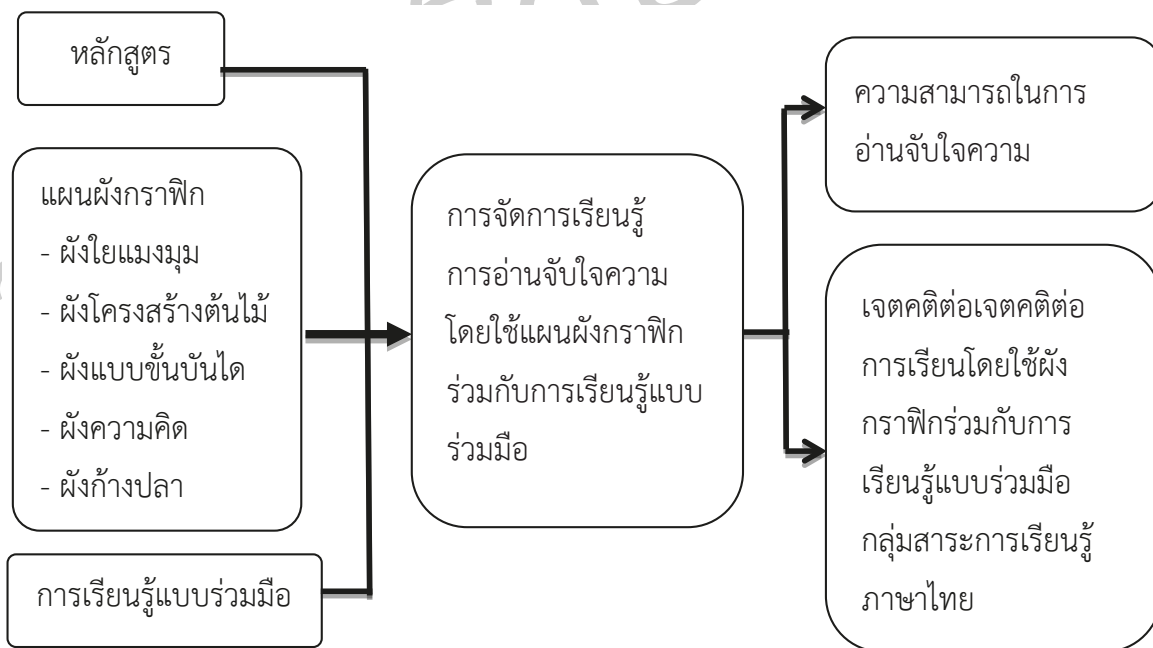 หลักสูตร
แผนผังกราฟิก
- ผังใยแมงมุม
- ผังโครงสร้างต้นไม้
- ผังแบบขั้นบันได
- ผังความคิด
- ผังก้างปลา
การเรียนรู้แบบร่วมมือ
การจัดการเรียนรู้
การอ่านจับใจความ
โดยใช้แผนผังกราฟิก
ร่วมกับการเรียนรู้แบบ
ร่วมมือ
ความสามารถในการ
อ่านจับใจความ
เจตคติต่อเจตคติต่อ
การเรียนโดยใช้ผัง
กราฟิกร่วมกับการ
เรียนรู้แบบร่วมมือ
กลุ่มสาระการเรียนรู้
ภาษาไทย